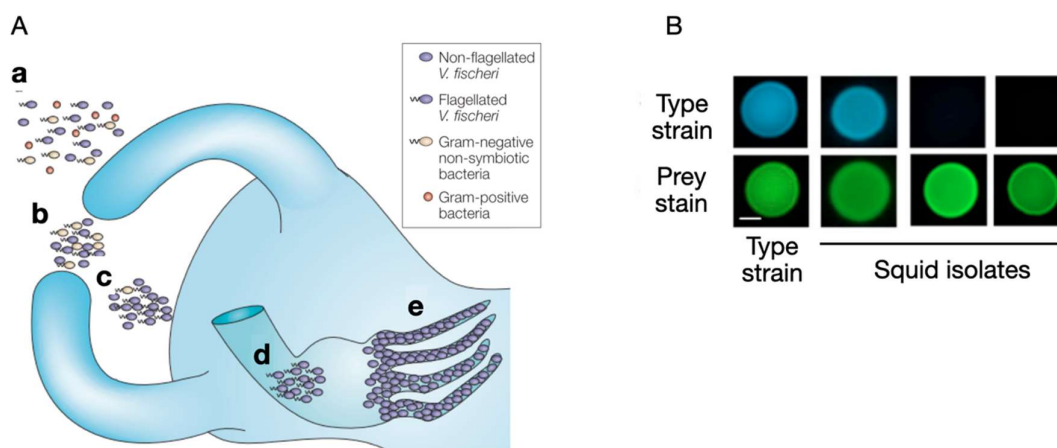 A
B
a
b
c
d
e
Non-flagellated
V. fischeri
Flagellated
V. fischeri
Gram-negative
non-symbiotic
bacteria
Gram-positive
bacteria
Type
strain
Prey
stain
Type
strain
Squid isolates